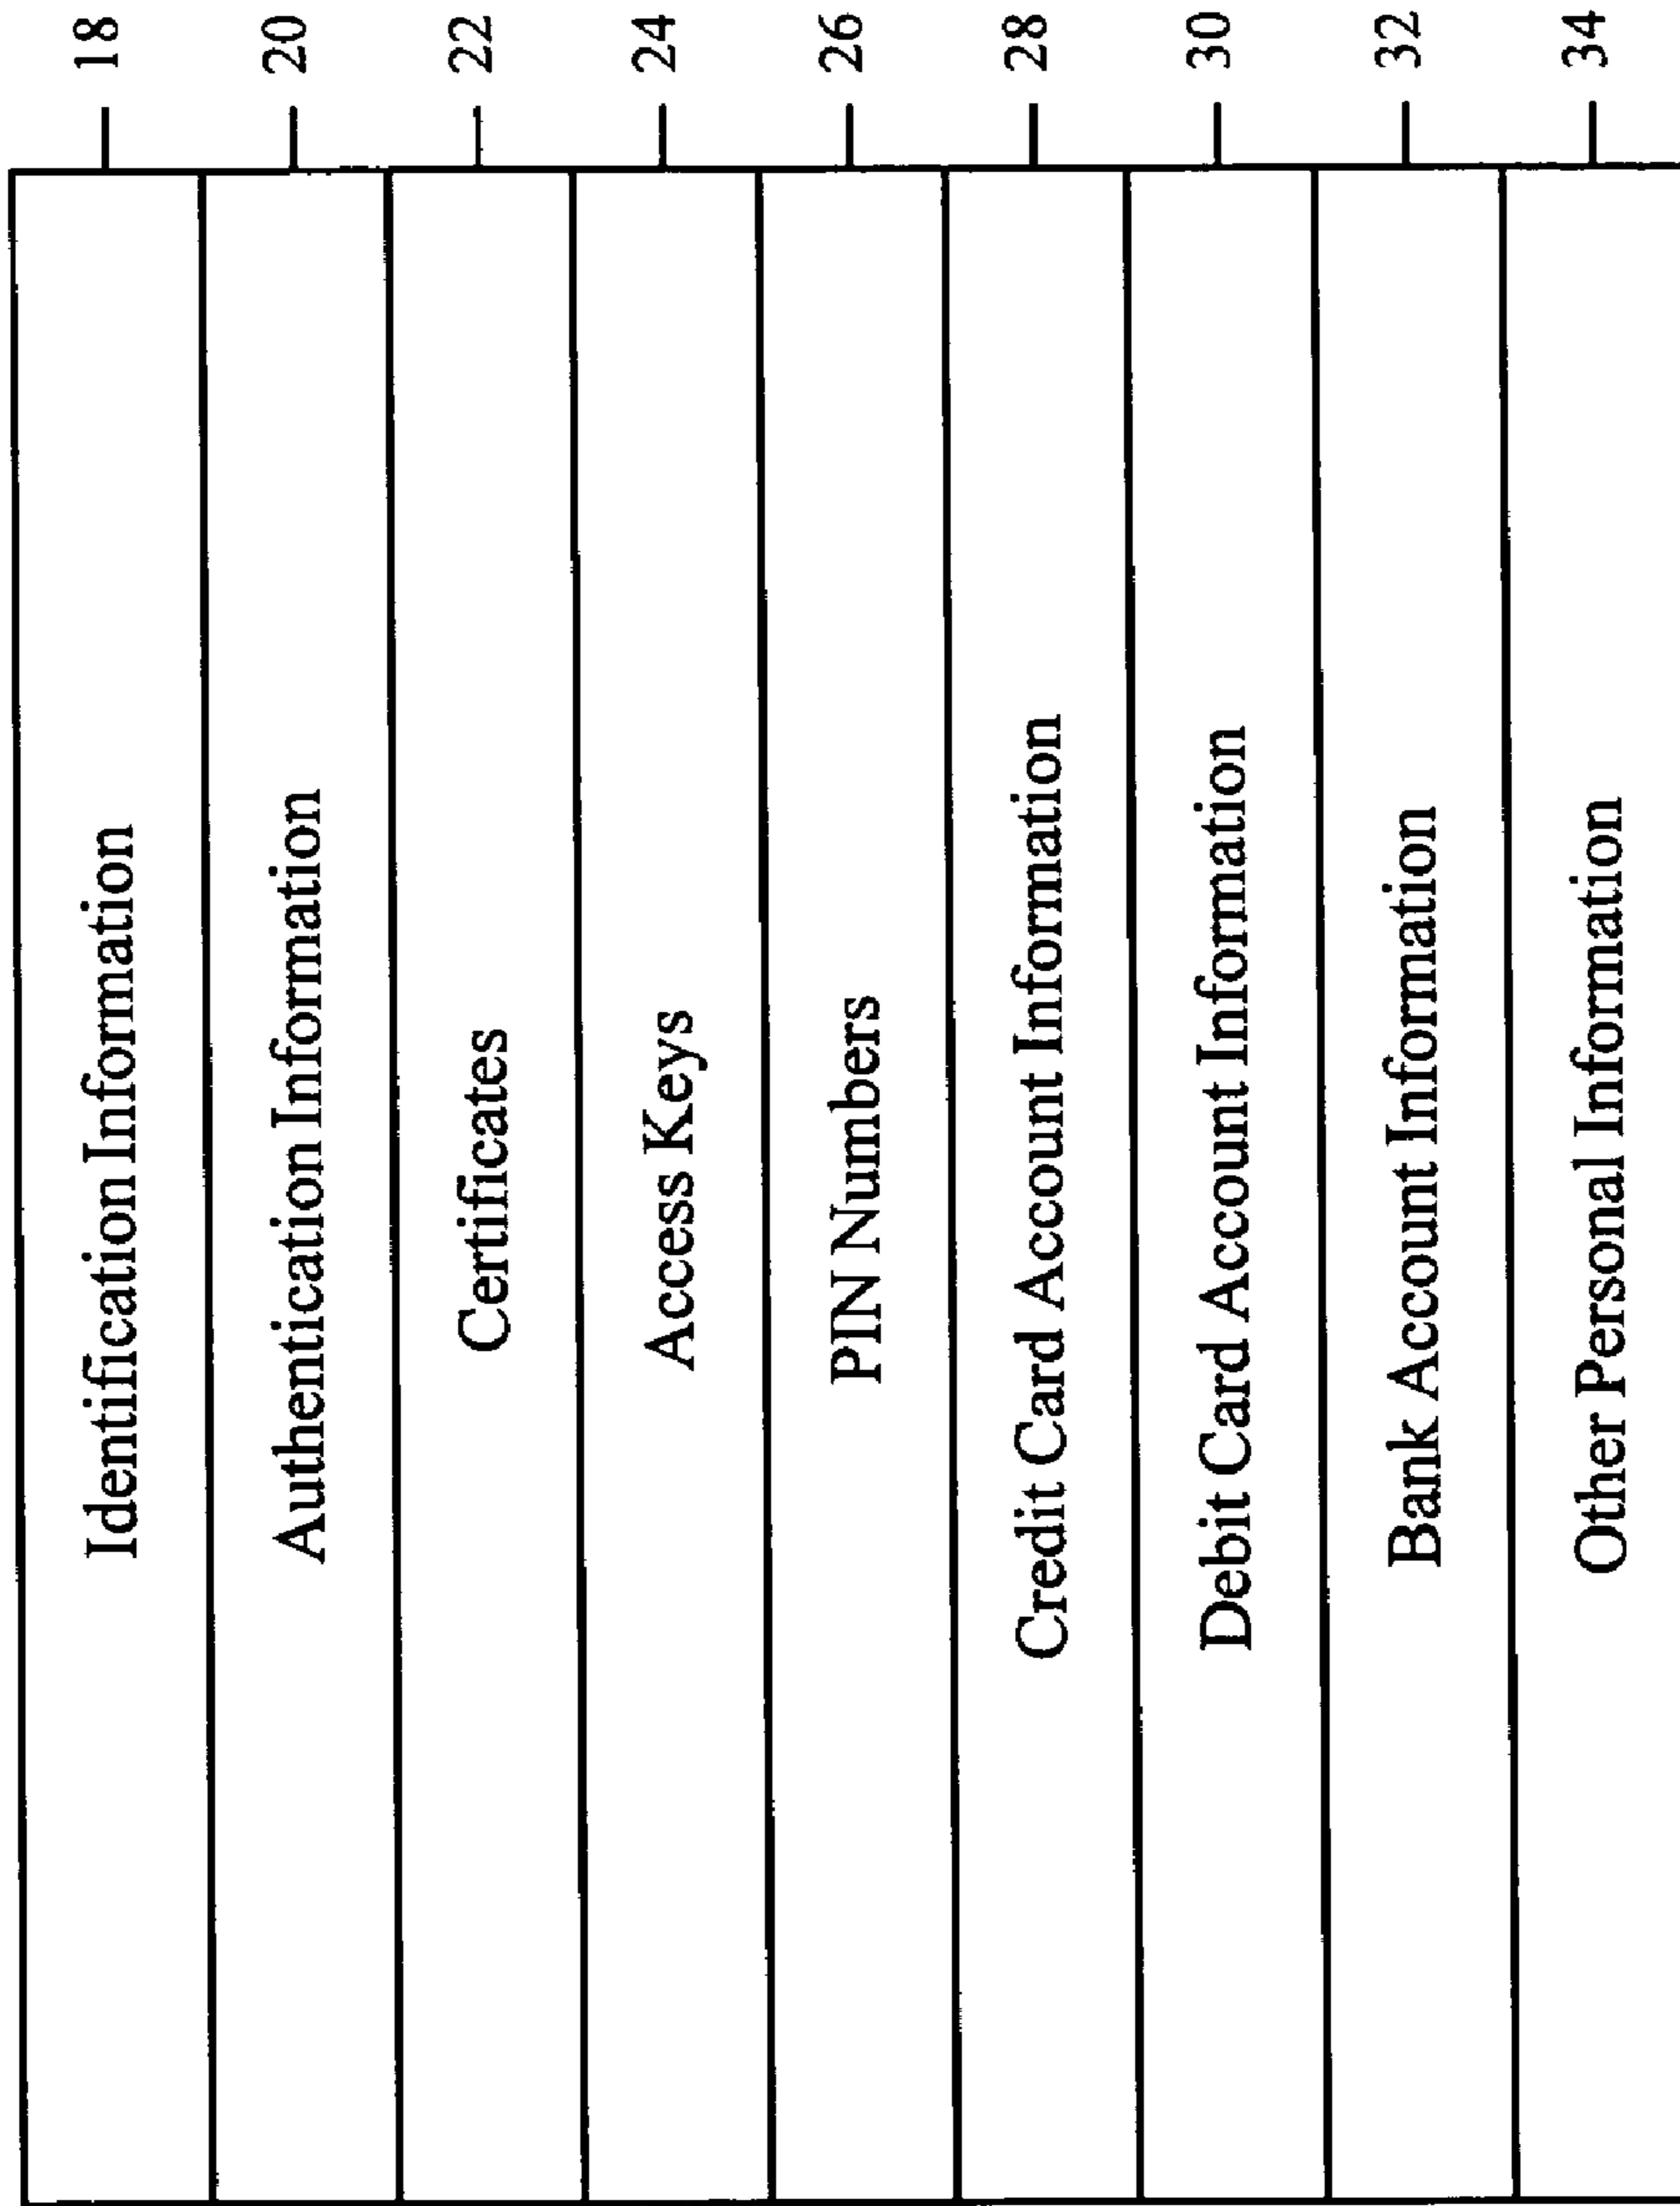 Identification Information 18
Authentication Information 20
Certificates 22
Access Keys 24
PIN Numbers 26
Credit Card Account Information 28
Debit Card Account Information 30
Bank Account Information 32
Other Personal Information 34